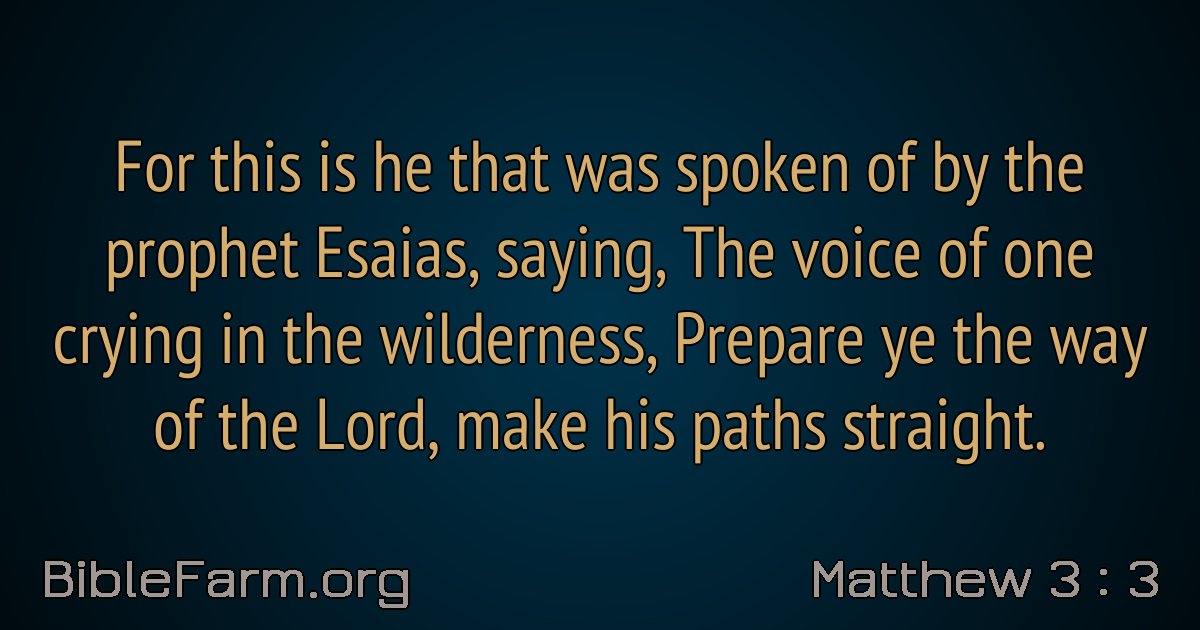 For this is he that was spoken of by the
prophet Esaias, saying, The voice of one
crying in the wilderness, Prepare ye the way
of the Lord, make his paths straight.
BibleFarm.org
Matthew 3 : 3